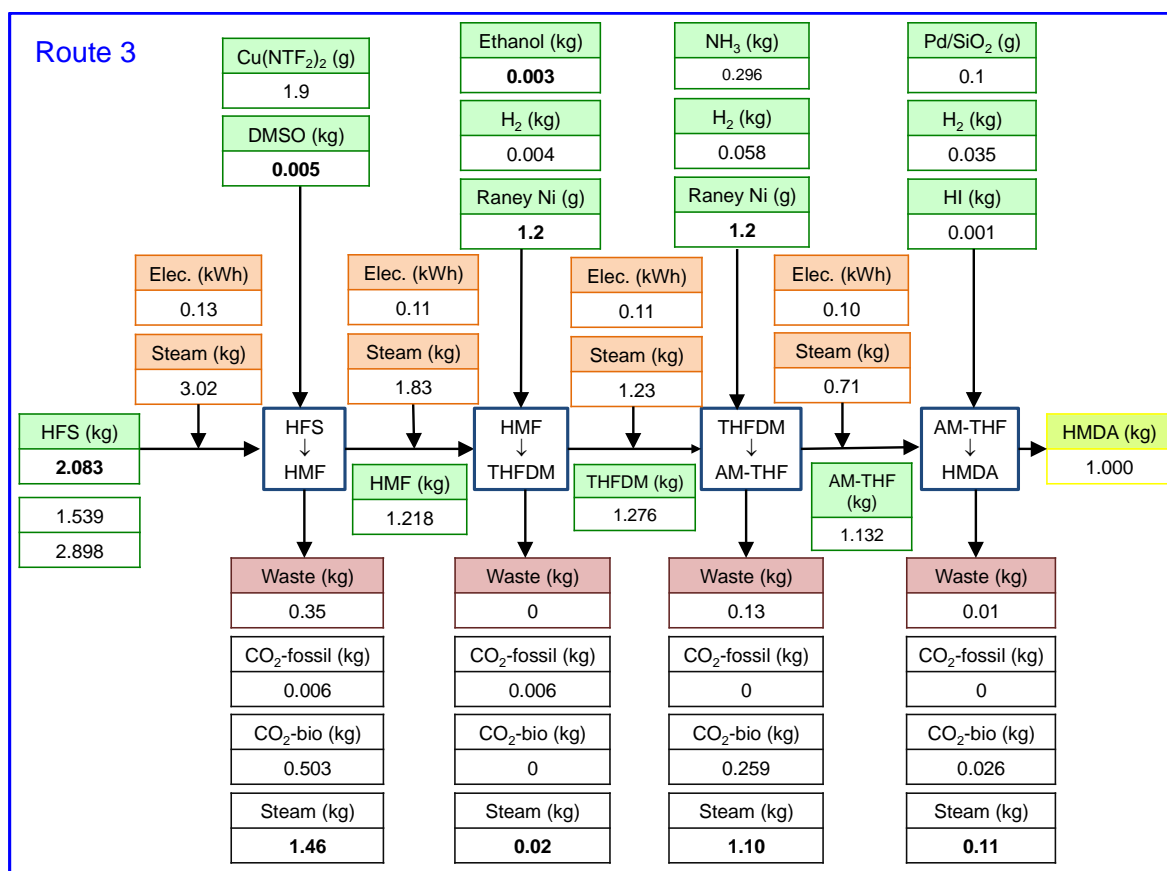 Route 3
Cu(NTF₂)₂ (g)
1.9
DMSO (kg)
0.005
Ethanol (kg)
0.003
H₂ (kg)
0.004
Raney Ni (g)
1.2
NH₃ (kg)
0.296
H₂ (kg)
0.058
Raney Ni (g)
1.2
Pd/SiO₂ (g)
0.1
H₂ (kg)
0.035
HI (kg)
0.001
Elec. (kWh)
0.13
Steam (kg)
3.02
Elec. (kWh)
0.11
Steam (kg)
1.83
Elec. (kWh)
0.11
Steam (kg)
1.23
Elec. (kWh)
0.10
Steam (kg)
0.71
HFS (kg)
2.083
1.539
2.898
HFS
↓
HMF
HMF (kg)
1.218
HMF
↓
THFDM
THFDM (kg)
1.276
THFDM
↓
AM-THF
AM-THF
(kg)
1.132
AM-THF
↓
HMDA
HMDA (kg)
1.000
Waste (kg)
0.35
CO₂-fossil (kg)
0.006
CO₂-bio (kg)
0.503
Steam (kg)
1.46
Waste (kg)
0
CO₂-fossil (kg)
0.006
CO₂-bio (kg)
0
Steam (kg)
0.02
Waste (kg)
0.13
CO₂-fossil (kg)
0
CO₂-bio (kg)
0.259
Steam (kg)
1.10
Waste (kg)
0.01
CO₂-fossil (kg)
0
CO₂-bio (kg)
0.026
Steam (kg)
0.11